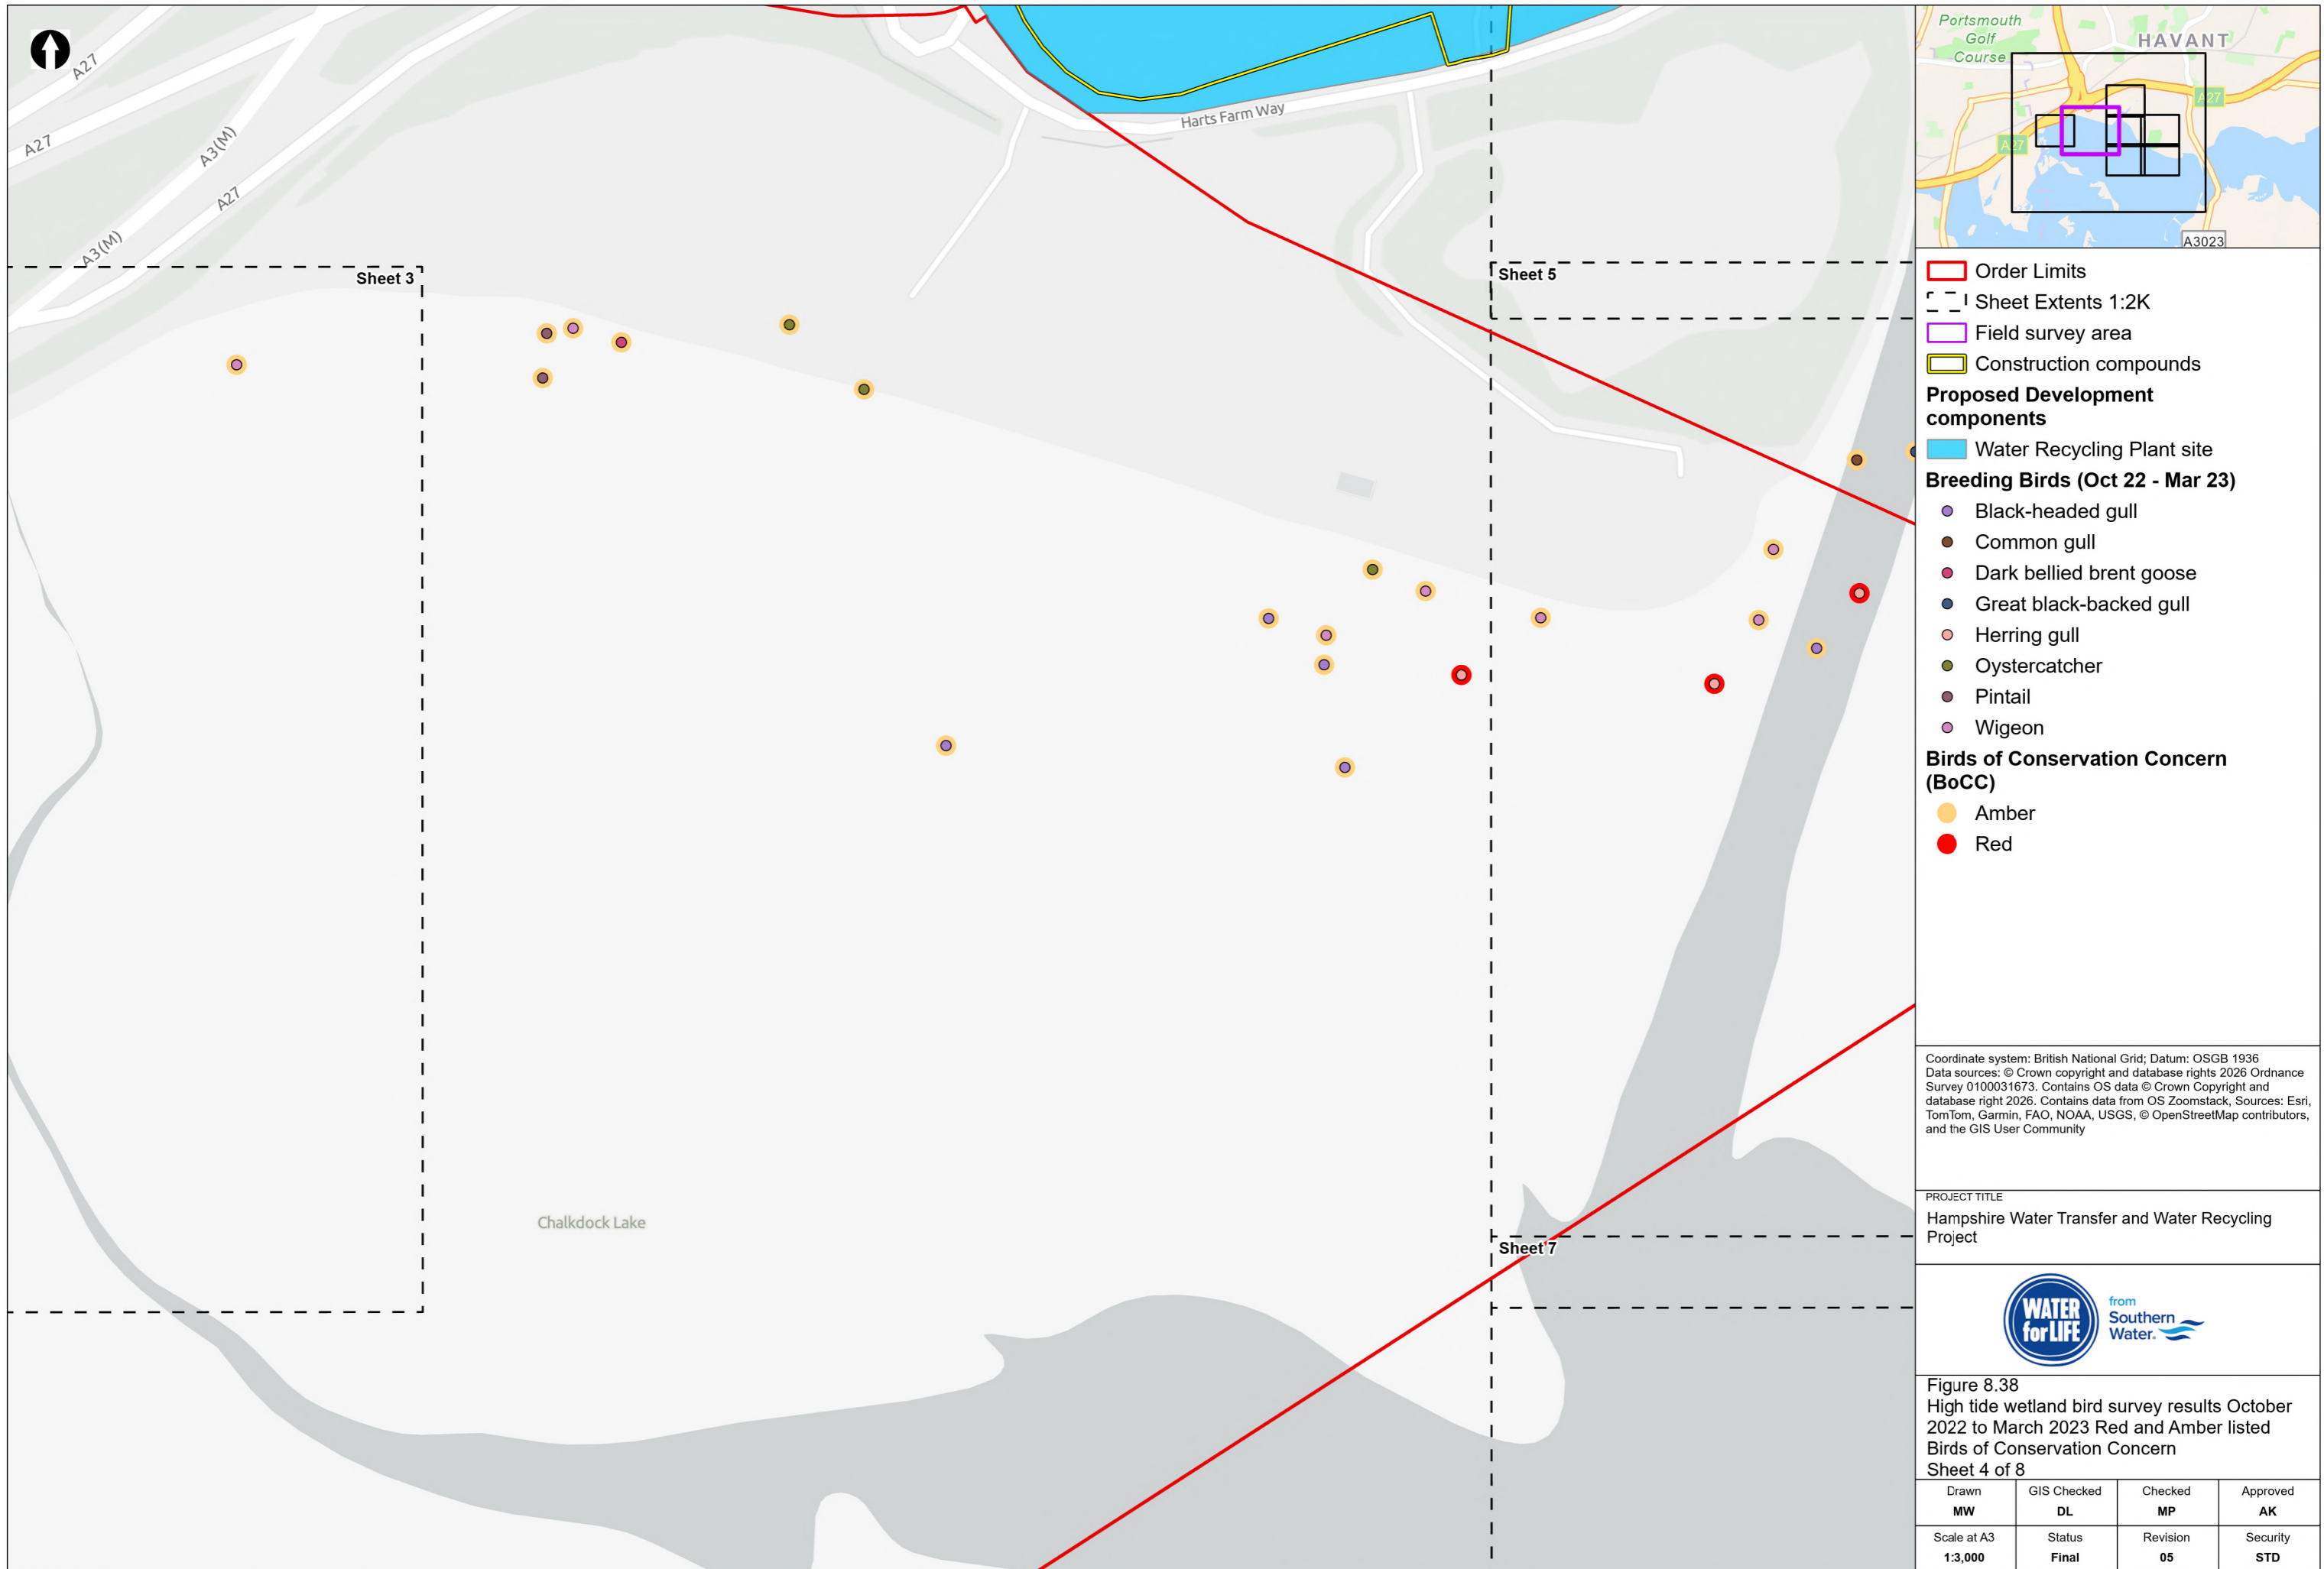 A27
A27
A3(M)
A27
A3(M)
Harts Farm Way
Sheet 3
Sheet 5
Sheet 7
Chalkdock Lake
Portsmouth
Golf
Course
HAVANT
A27
A27
A3023
Order Limits
Sheet Extents 1:2K
Field survey area
Construction compounds
Proposed Development
components
Water Recycling Plant site
Breeding Birds (Oct 22 - Mar 23)
Black-headed gull
Common gull
Dark bellied brent goose
Great black-backed gull
Herring gull
Oystercatcher
Pintail
Wigeon
Birds of Conservation Concern
(BoCC)
Amber
Red
Coordinate system: British National Grid; Datum: OSGB 1936
Data sources: © Crown copyright and database rights 2026 Ordnance
Survey 0100031673. Contains OS data © Crown Copyright and
database right 2026. Contains data from OS Zoomstack, Sources: Esri,
TomTom, Garmin, FAO, NOAA, USGS, © OpenStreetMap contributors,
and the GIS User Community
PROJECT TITLE
Hampshire Water Transfer and Water Recycling
Project
WATER
for LIFE
from
Southern
Water.
Figure 8.38
High tide wetland bird survey results October
2022 to March 2023 Red and Amber listed
Birds of Conservation Concern
Sheet 4 of 8
Drawn GIS Checked Checked Approved
MW DL MP AK
Scale at A3 Status Revision Security
1:3,000 Final 05 STD